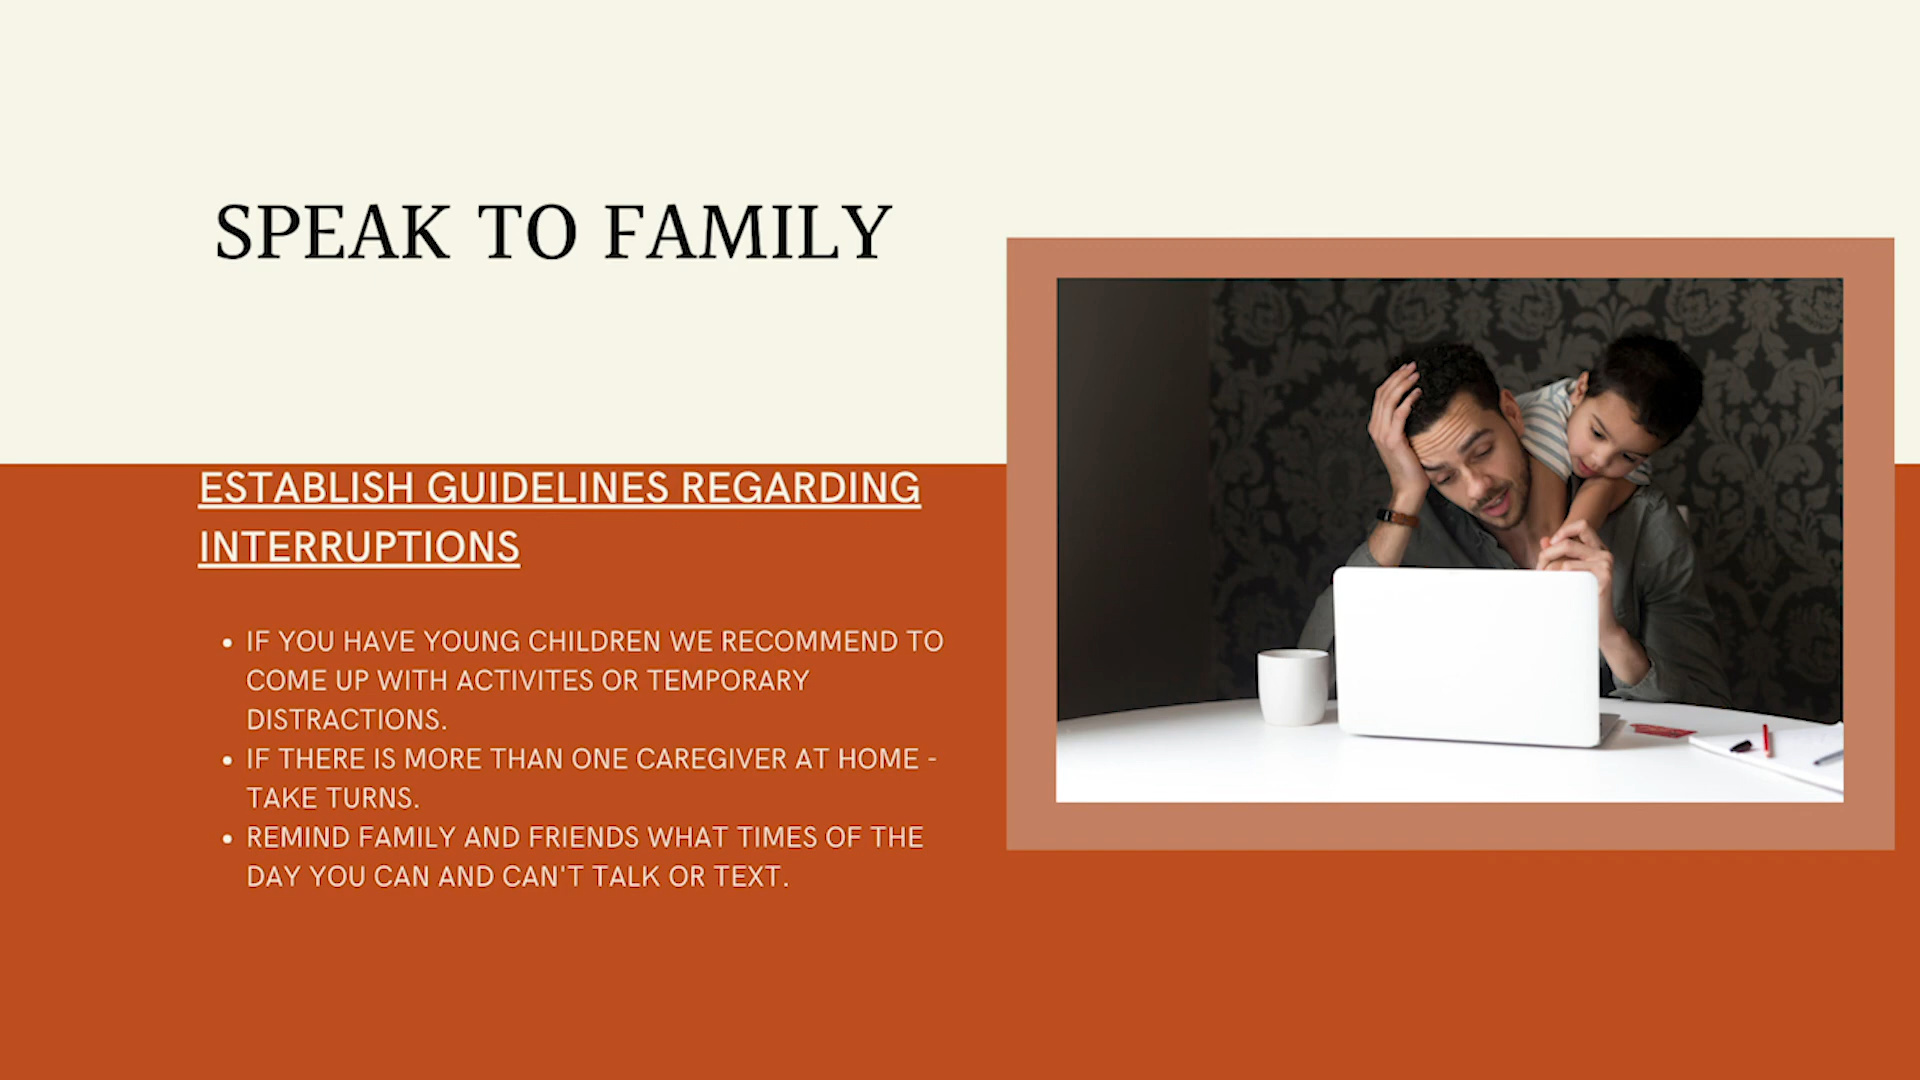 SPEAK TO FAMILY
ESTABLISH GUIDELINES REGARDING
INTERRUPTIONS
• IF YOU HAVE YOUNG CHILDREN WE RECOMMEND TO
COME UP WITH ACTIVITES OR TEMPORARY
DISTRACTIONS.
• IF THERE IS MORE THAN ONE CAREGIVER AT HOME -
TAKE TURNS.
• REMIND FAMILY AND FRIENDS WHAT TIMES OF THE
DAY YOU CAN AND CAN'T TALK OR TEXT.